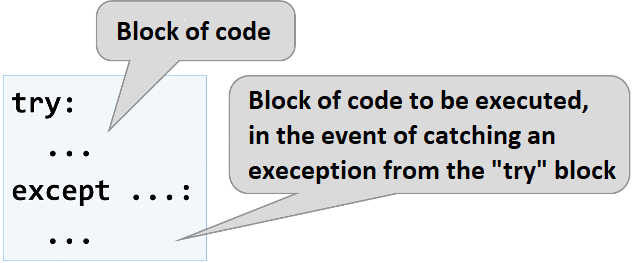 Block of code
try:
...
Block of code to be executed,
in the event of catching an
exeception from the "try" block
except ...:
...